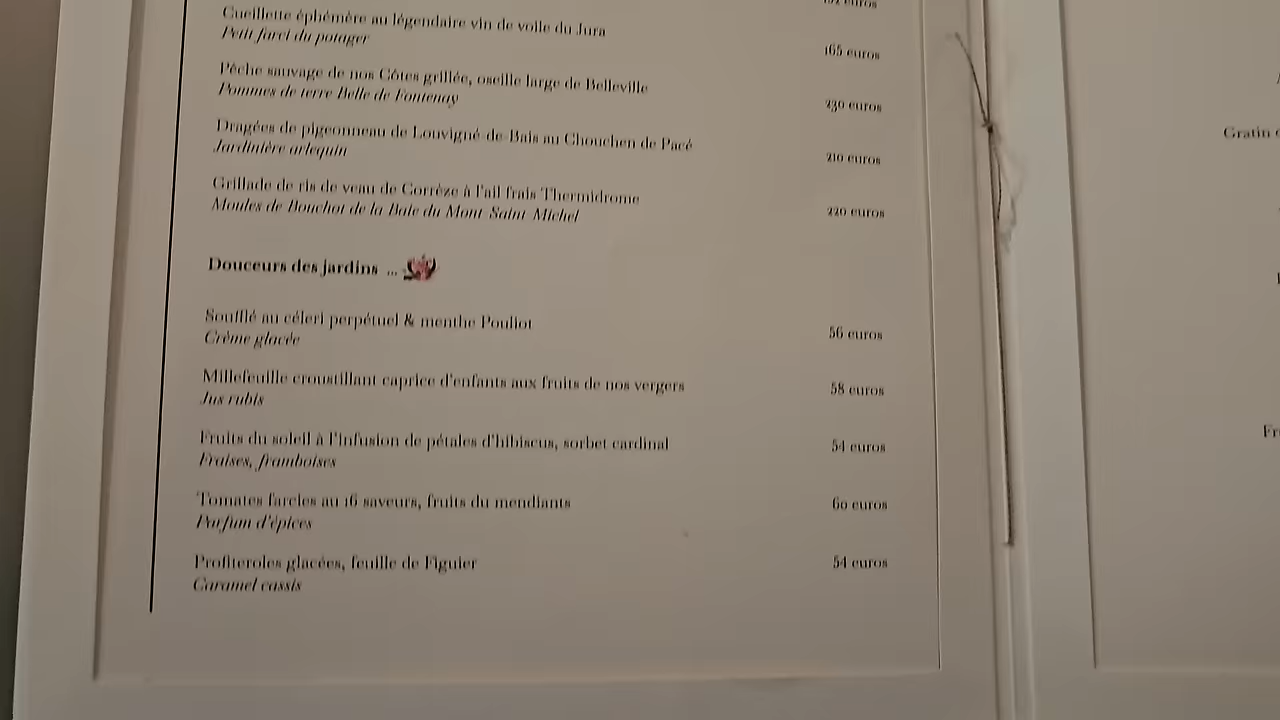 Cueillette éphémère au légendaire vin de voile du Jura
Petit farci du potager
165 euros
Pêche sauvage de nos Côtes grillée, oseille large de Belleville
Pommes de terre Belle de Fontenay
230 euros
Dragées de pigeonneau de Louvigné-de-Bais au Chouchen de Pacé
Jardinière arlequin
210 euros
Grillade de ris de veau de Corrèze à l'ail frais Thermidrome
Moules de Bouchot de la Baie du Mont-Saint-Michel
220 euros
Douceurs des jardins ...
Soufflé au céleri perpétuel & menthe Pouliot
Crème glacée
56 euros
Millefeuille croustillant caprice d'enfants aux fruits de nos vergers
Jus rubis
58 euros
Fruits du soleil à l'infusion de pétales d'hibiscus, sorbet cardinal
Fraises, framboises
54 euros
Tomates farcies au 16 saveurs, fruits du mendiants
Parfum d'épices
60 euros
Profiteroles glacées, feuille de Figuier
Caramel cassis
54 euros
Gratin